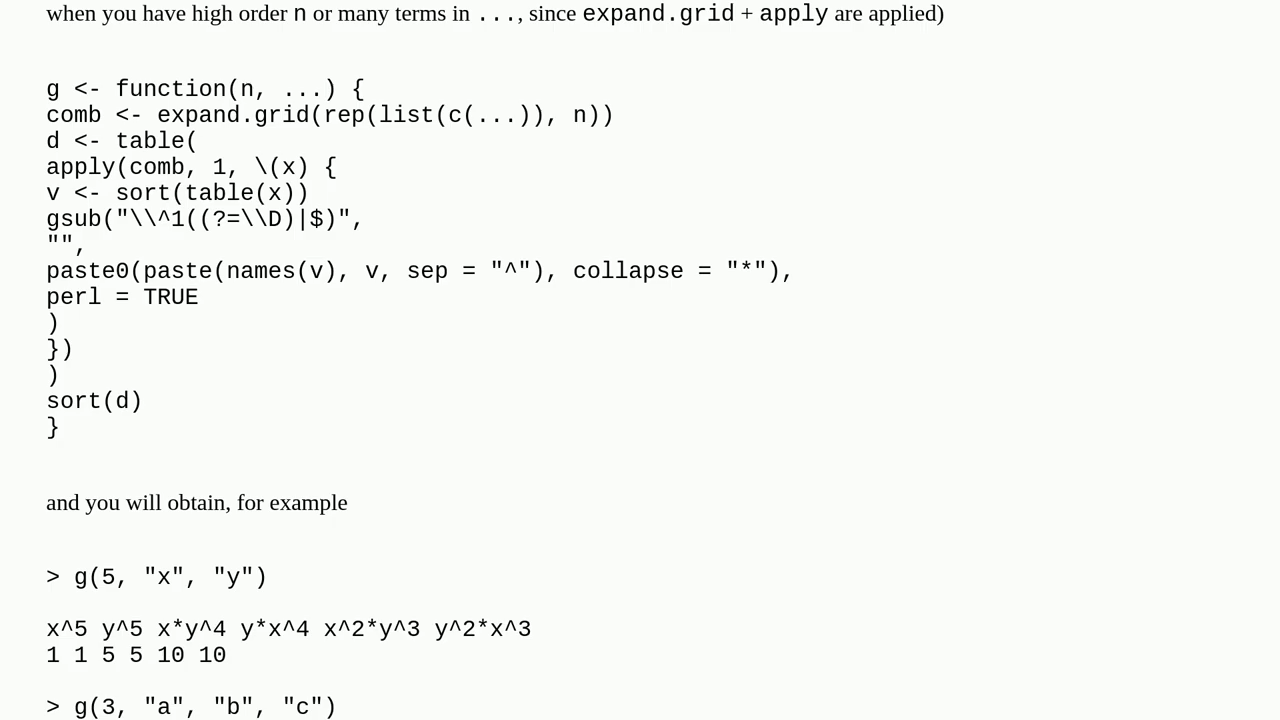 when you have high order n or many terms in ..., since expand.grid + apply are applied)
g <- function(n, ...) {
comb <- expand.grid(rep(list(c(...)), n))
d <- table(
apply(comb, 1, \(x) {
v <- sort(table(x))
gsub("\\^1((?=\\D)|$)",
"",
paste0(paste(names(v), v, sep = "^"), collapse = "*"),
perl = TRUE
)
})
)
sort(d)
}
and you will obtain, for example
> g(5, "x", "y")
x^5 y^5 x*y^4 y*x^4 x^2*y^3 y^2*x^3
1 1 5 5 10 10
> g(3, "a", "b", "c")